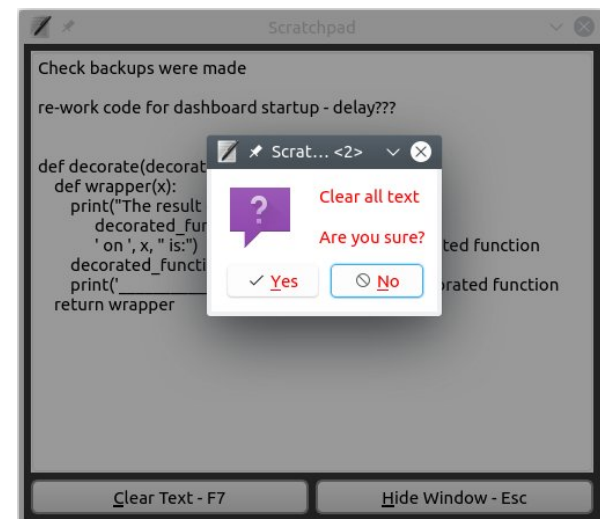 Scratchpad
Check backups were made
re-work code for dashboard startup - delay???
def decorate(decorat
def wrapper(x):
print("The result
decorated_fur
' on ', x, " is:")
ted function
decorated_functi
print('
orated function
return wrapper
Scrat... <2>
Clear all text
Are you sure?
Yes
No
Clear Text - F7
Hide Window - Esc